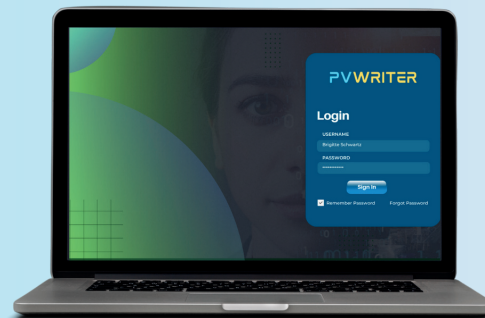 PVWRITER
Login
USERNAME
Brigitte Schwartz
PASSWORD
Sign In
Remember Password Forgot Password